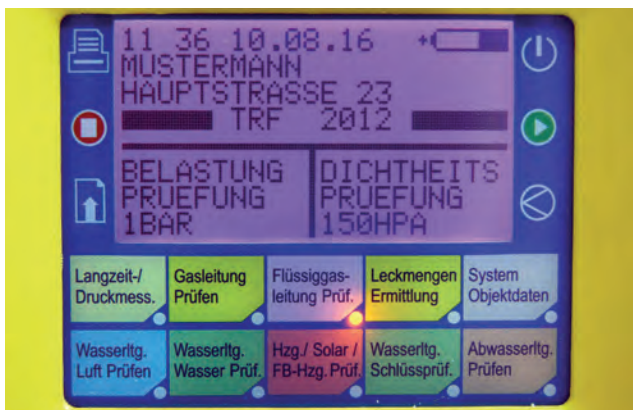 11 36 10.08.16
MUSTERMANN
HAUPTSTRASSE 23
TRF 2012
BELASTUNG
PRUEFUNG
1BAR
DICHTHEITS
PRUEFUNG
150HPA
Langzeit-/
Druckmess.
Gasleitung
Prüfen
Flüssiggas-
leitung Prüf.
Leckmengen
Ermittlung
System
Objektdaten
Wasserltg.
Luft Prüfen
Wasserltg.
Wasser Prüf.
Hzg./ Solar /
FB-Hzg. Prüf.
Wasserltg.
Schlüssprüf.
Abwasserltg.
Prüfen